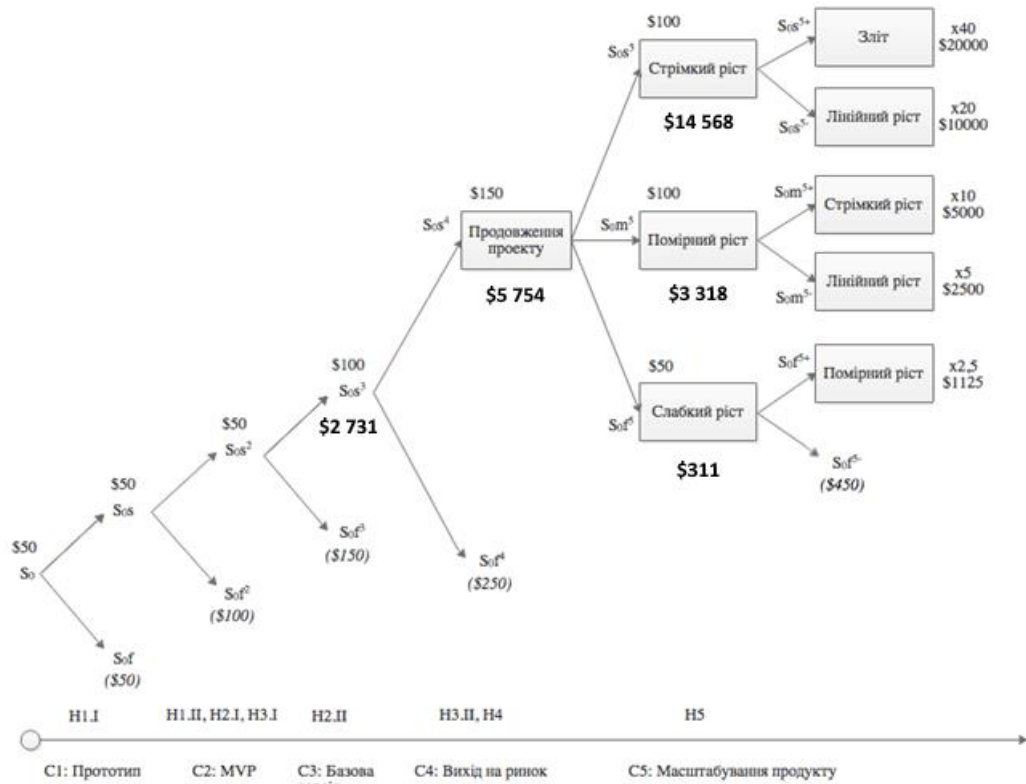 $100
S₀s⁵⁺
Зліт
x40
$20000
S₀s⁵
Стрімкий ріст
$14 568
S₀s⁵⁻
Лінійний ріст
x20
$10000
$150
S₀s⁴
Продовження
проекту
$5 754
$100
S₀m⁵
Помірний ріст
$3 318
S₀m⁵⁺
Стрімкий ріст
x10
$5000
S₀m⁵⁻
Лінійний ріст
x5
$2500
$50
S₀f⁵
Слабкий ріст
$311
S₀f⁵⁺
Помірний ріст
x2,5
$1125
S₀f⁵⁻
($450)
$100
S₀s³
$2 731
$50
S₀s²
$50
S₀s
$50
S₀
S₀f³
($150)
S₀f⁴
($250)
S₀f²
($100)
S₀f
($50)
H1.I
H1.II, H2.I, H3.I
H2.II
H3.II, H4
H5
C1: Прототип
C2: MVP
C3: Базова
C4: Вихід на ринок
C5: Масштабування продукту